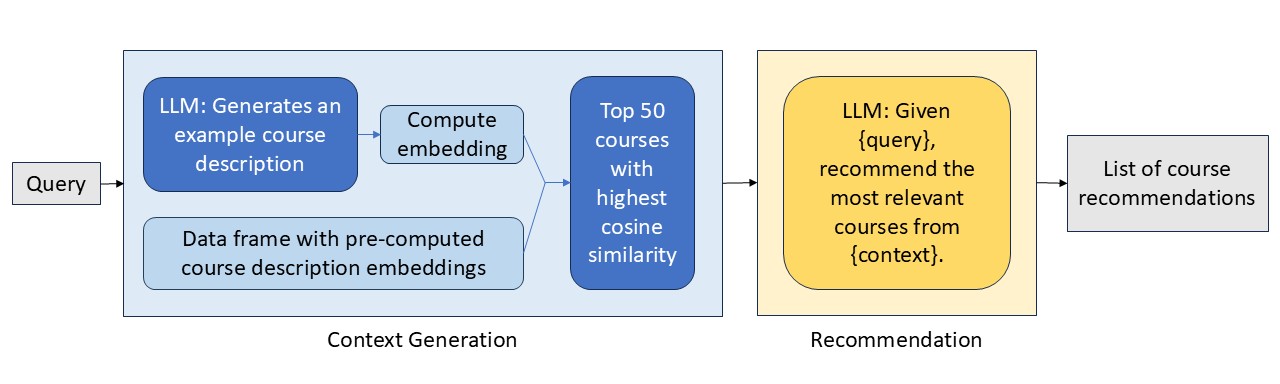 Query
LLM: Generates an
example course
description
Compute
embedding
Data frame with pre-computed
course description embeddings
Top 50
courses
with
highest
cosine
similarity
Context Generation
LLM: Given
{query},
recommend the
most relevant
courses from
{context}.
Recommendation
List of course
recommendations